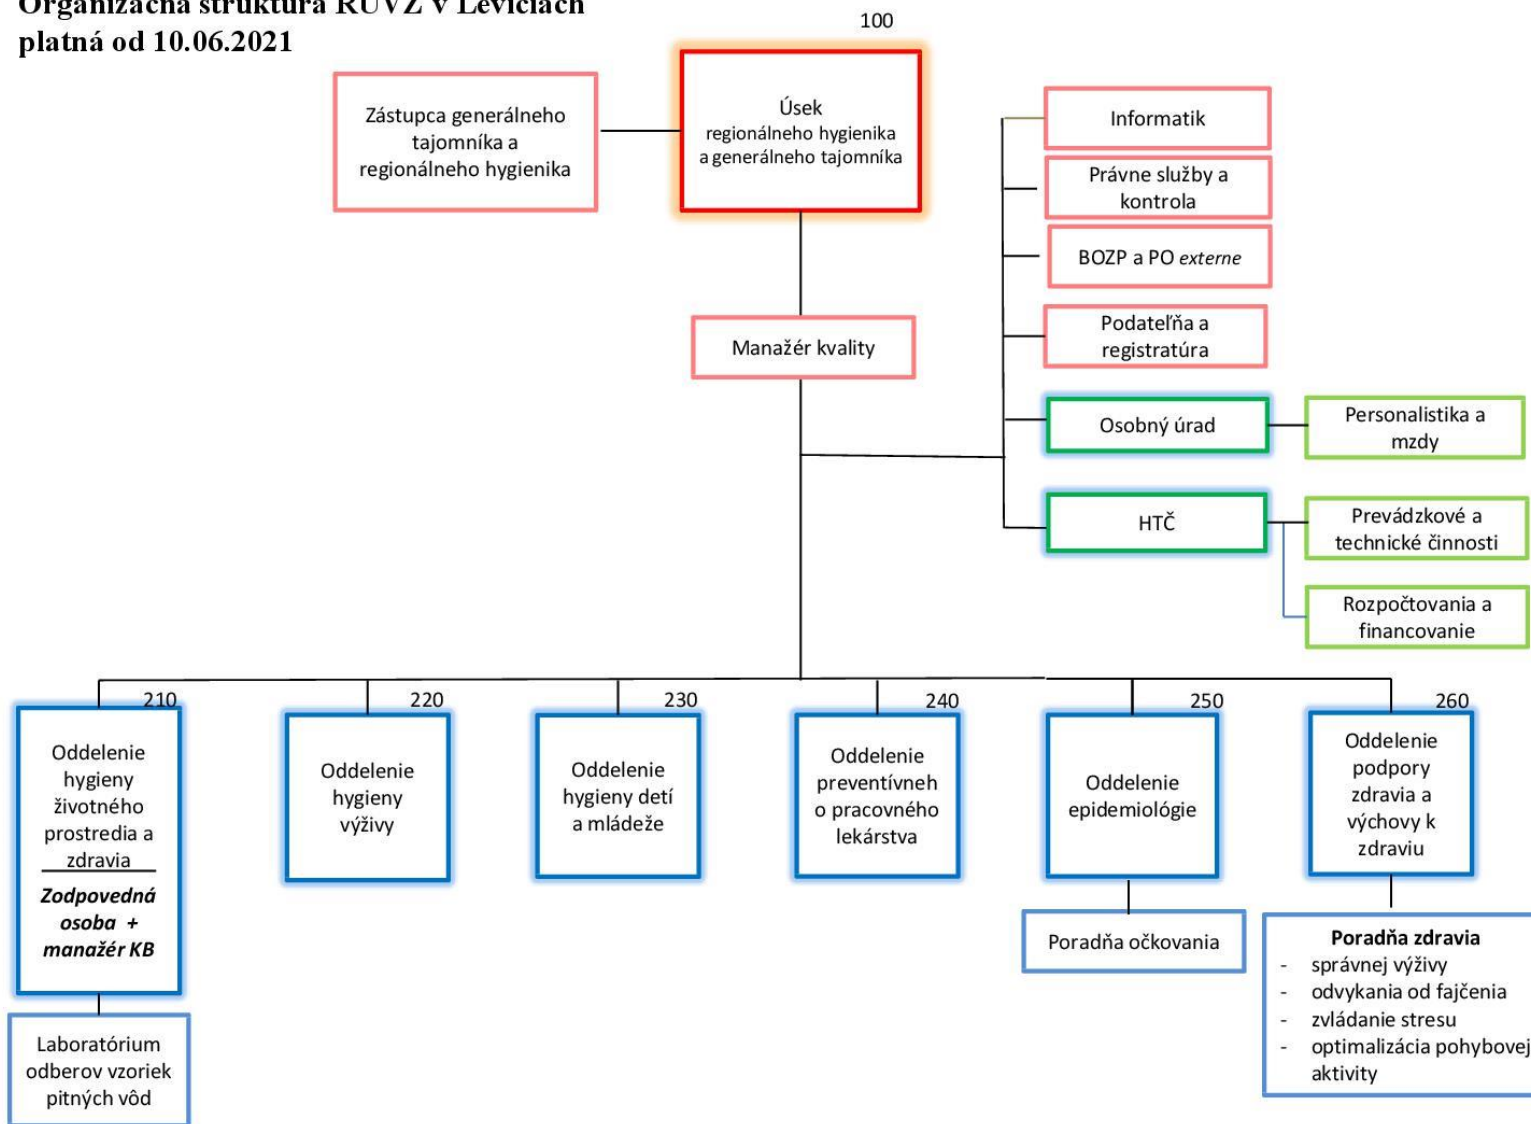 Organizačná štruktúra RÚVZ v Leviciach
platná od 10.06.2021
100
Zástupca generálneho
tajomníka a
regionálneho hygienika
Úsek
regionálneho hygienika
a generálneho tajomníka
Informatik
Právne služby a
kontrola
BOZP a PO externe
Podateľňa a
registratúra
Manažér kvality
Osobný úrad
Personalistika a
mzdy
HTČ
Prevádzkové a
technické činnosti
Rozpočtovania a
financovanie
210
Oddelenie
hygieny
životného
prostredia a
zdravia
Zodpovedná
osoba +
manažér KB
Laboratórium
odberov vzoriek
pitných vôd
220
Oddelenie
hygieny
výživy
230
Oddelenie
hygieny detí
a mládeže
240
Oddelenie
preventívneh
o pracovného
lekárstva
250
Oddelenie
epidemiológie
Poradňa očkovania
260
Oddelenie
podpory
zdravia a
výchovy k
zdraviu
Poradňa zdravia
- správnej výživy
- odvykania od fajčenia
- zvládanie stresu
- optimalizácia pohybovej
aktivity